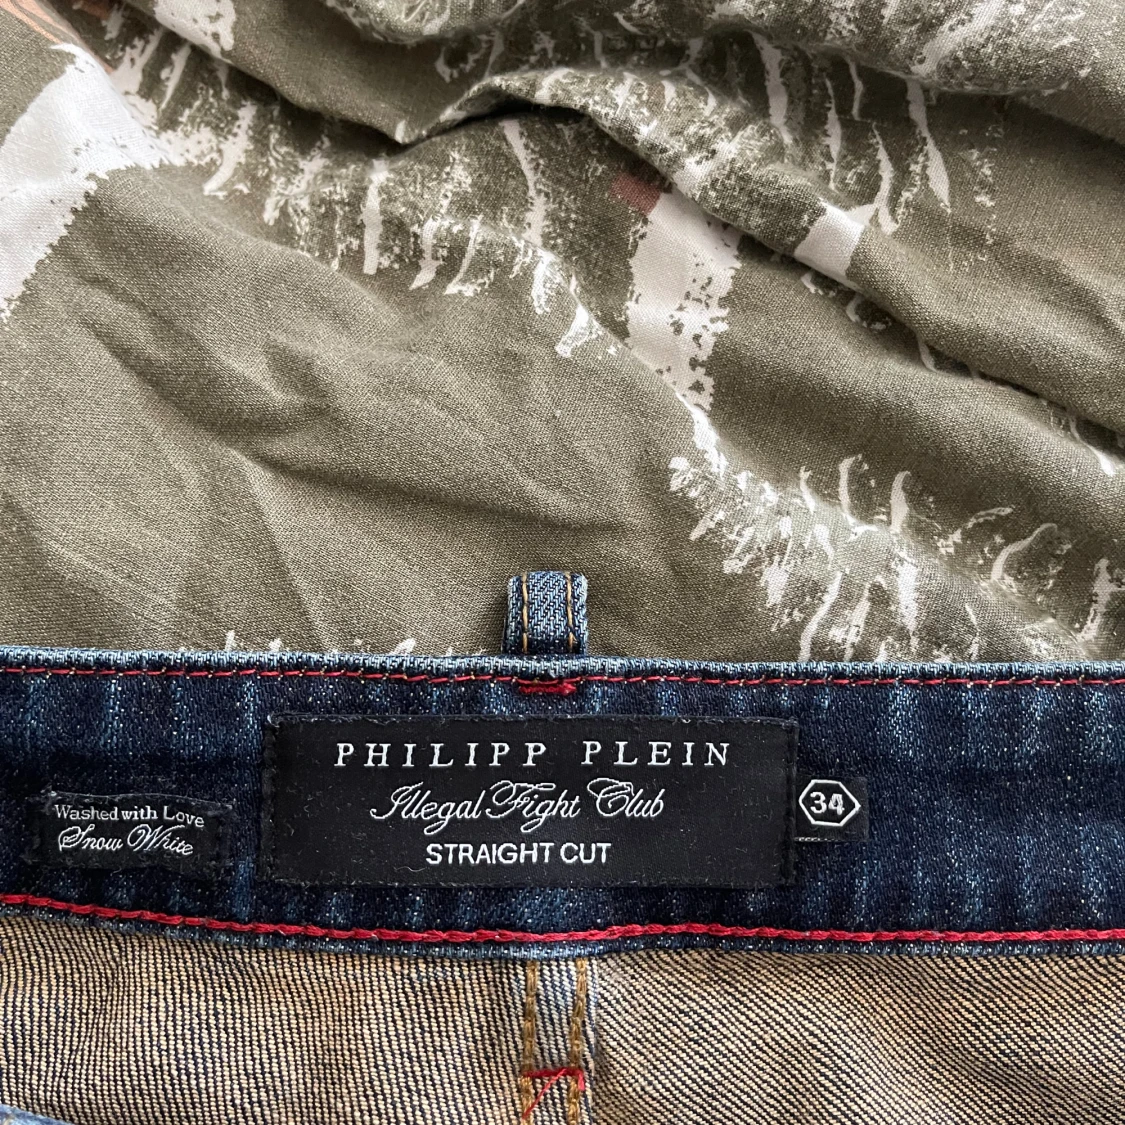 PHILIPP PLEIN
Illegal Fight Club
STRAIGHT CUT
34
Washed with Love
Snow White